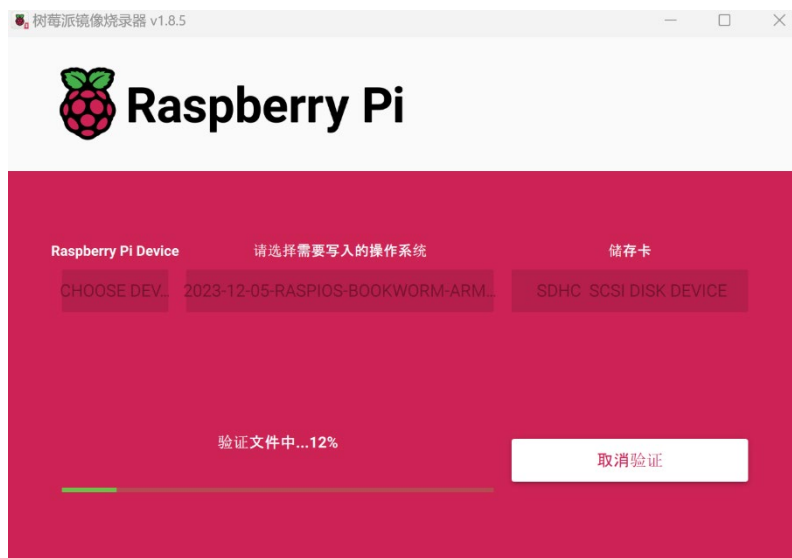 树莓派镜像烧录器 v1.8.5
Raspberry Pi
Raspberry Pi Device
请选择需要写入的操作系统
储存卡
CHOOSE DEV...
2023-12-05-RASPIOS-BOOKWORM-ARM...
SDHC SCSI DISK DEVICE
验证文件中...12%
取消验证